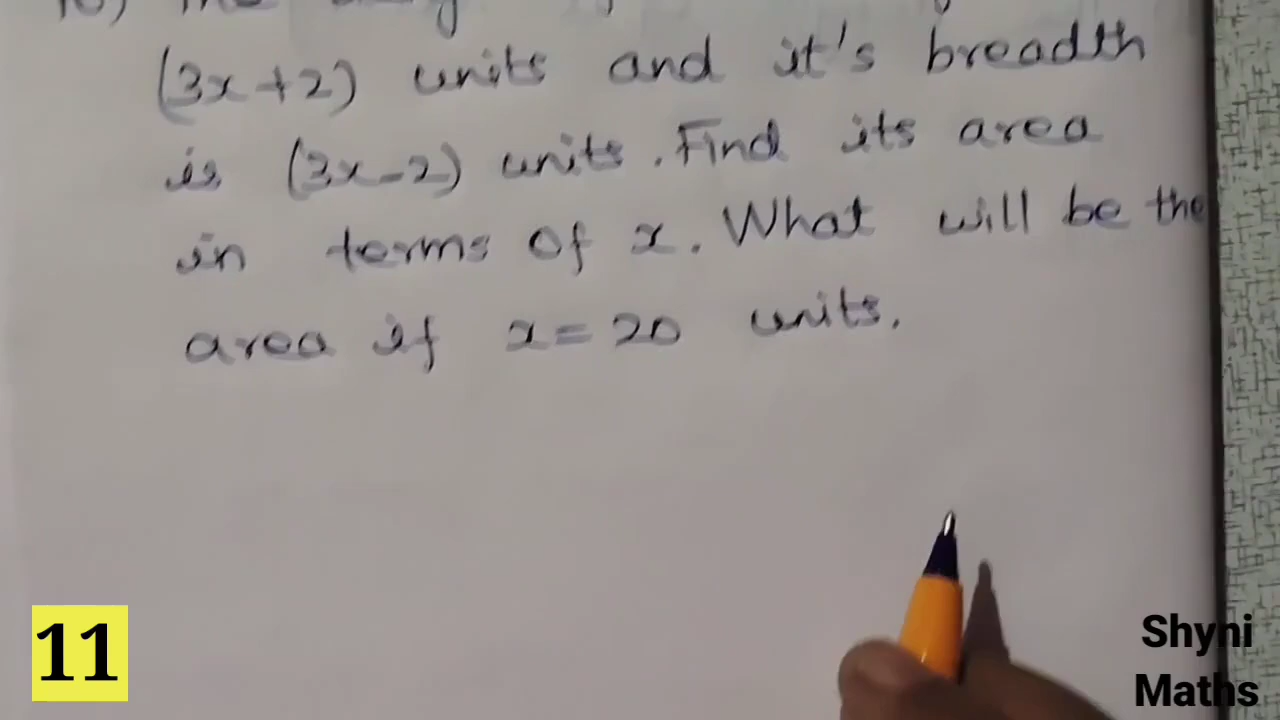 (3x+2) units and it's breadth
is (3x-2) units. Find its area
in terms of x. What will be the
area if x=20 units.
11
Shyni
Maths